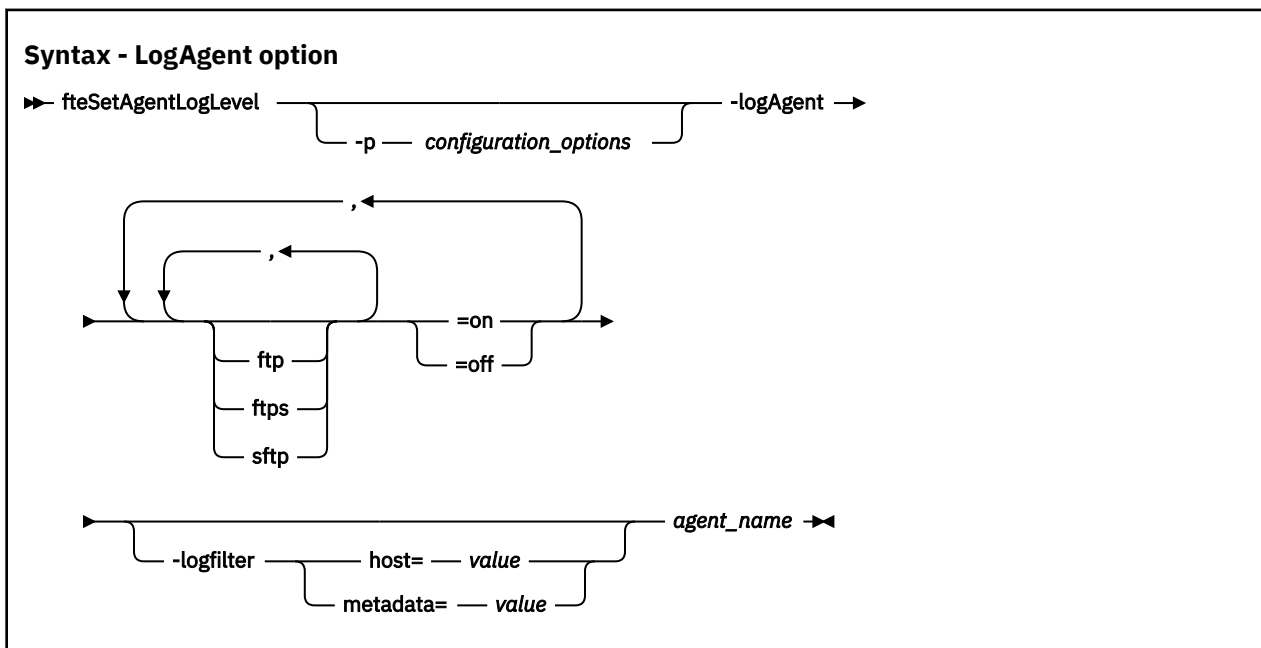 Syntax - LogAgent option
fteSetAgentLogLevel -logAgent
-p configuration_options
,
,
=on
ftp =off
ftps
sftp
agent_name
-logfilter host= value
metadata= value